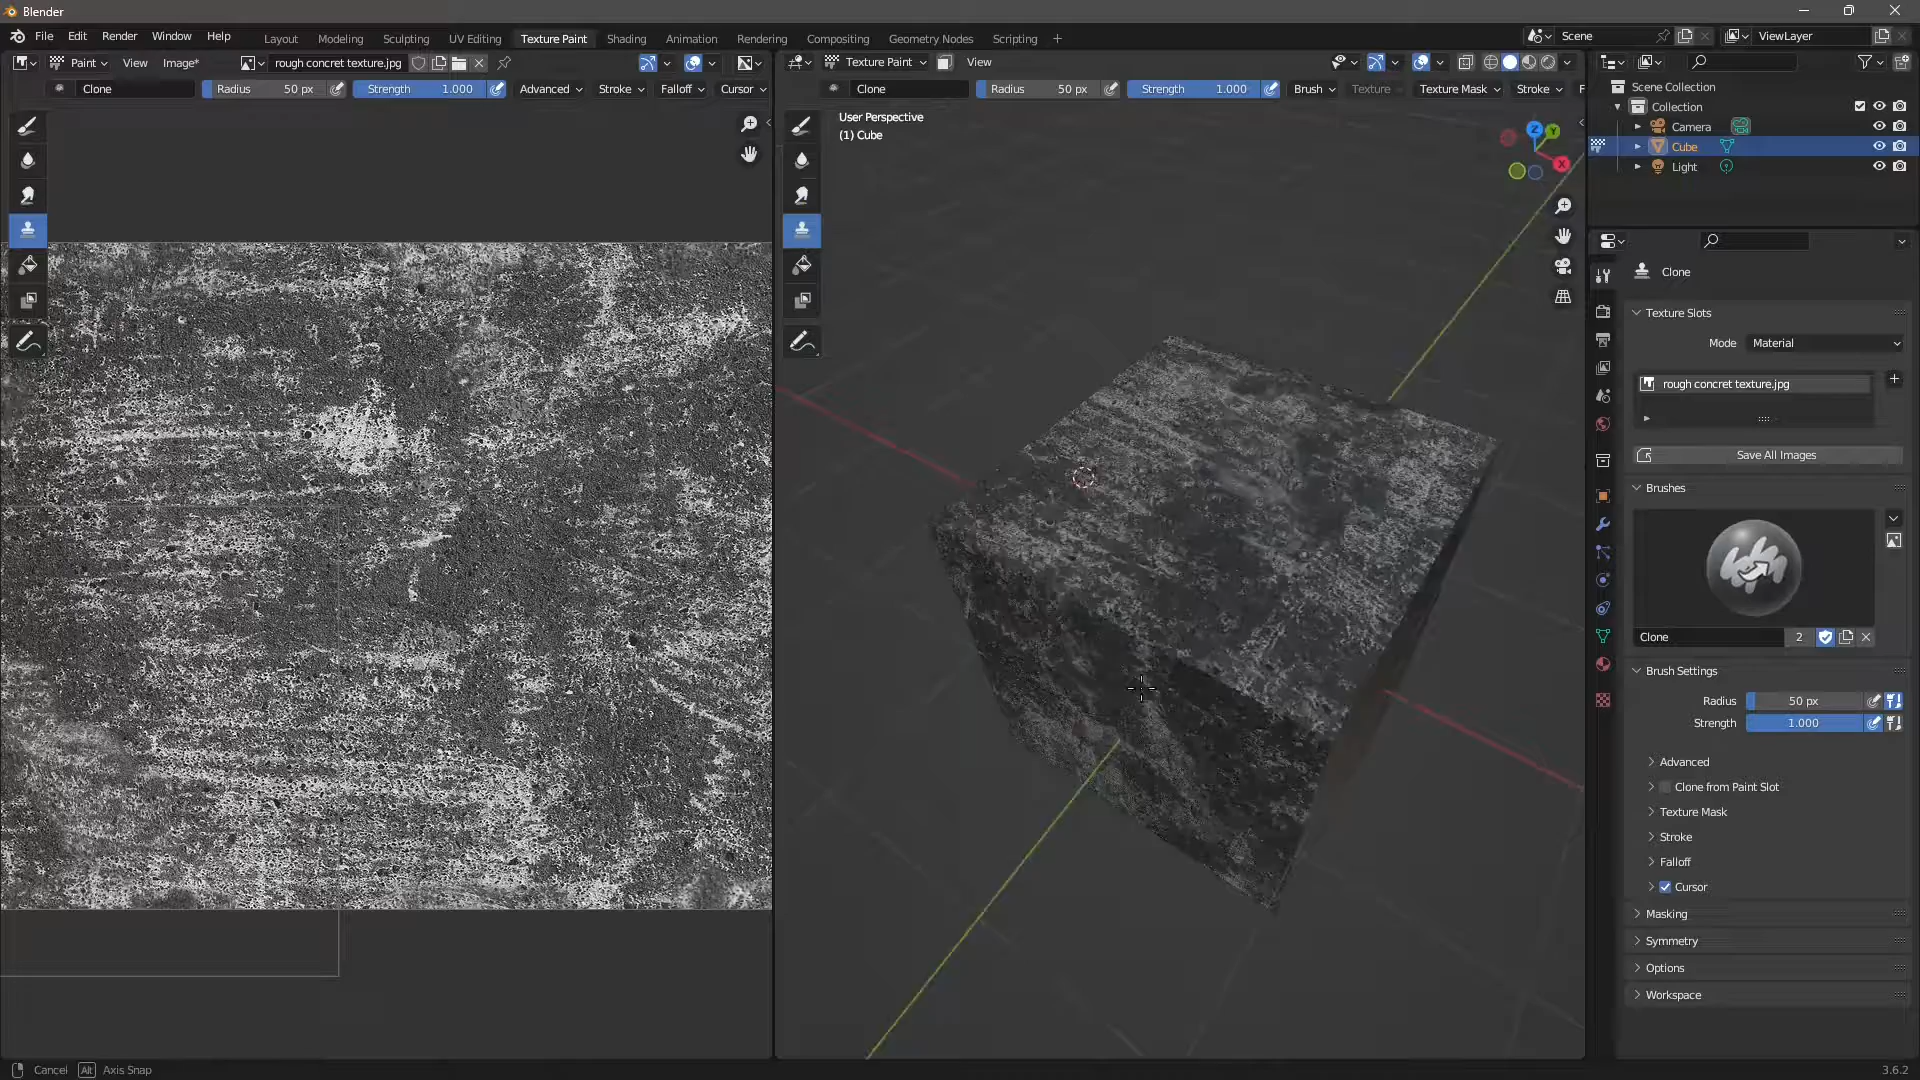 Blender
File Edit Render Window Help Layout Modeling Sculpting UV Editing Texture Paint Shading Animation Rendering Compositing Geometry Nodes Scripting + Scene ViewLayer
Paint View Image* rough concret texture.jpg
Texture Paint View
Clone Radius 50 px Strength 1.000 Advanced Stroke Falloff Cursor
Clone Radius 50 px Strength 1.000 Brush Texture Texture Mask Stroke F
User Perspective
(1) Cube
Z
Y
X
Scene Collection
Collection
Camera
Cube
Light
Clone
Texture Slots
Mode Material
rough concret texture.jpg
Save All Images
Brushes
Clone 2
Brush Settings
Radius 50 px
Strength 1.000
Advanced
Clone from Paint Slot
Texture Mask
Stroke
Falloff
Cursor
Masking
Symmetry
Options
Workspace
Cancel Alt Axis Snap
3.6.2